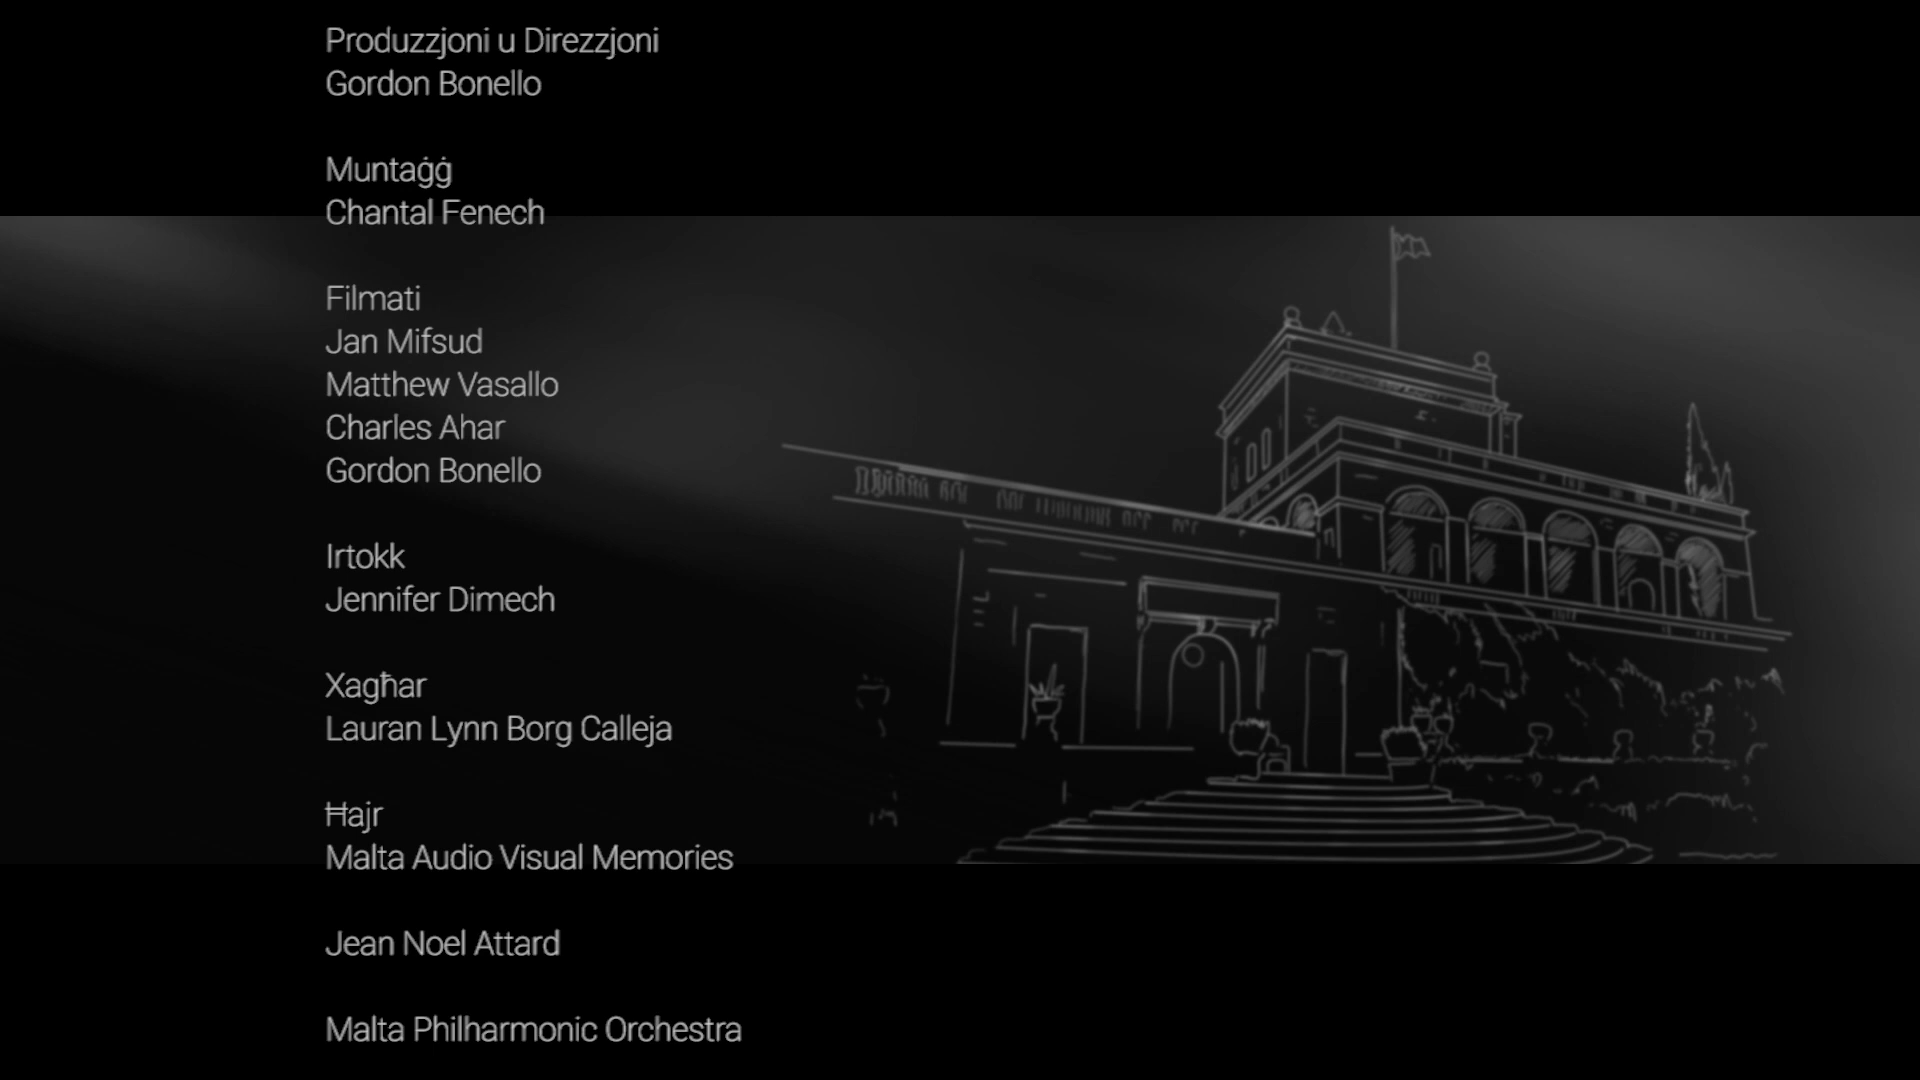 Produzzjoni u Direzzjoni
Gordon Bonello
Muntaġġ
Chantal Fenech
Filmati
Jan Mifsud
Matthew Vasallo
Charles Ahar
Gordon Bonello
Irtokk
Jennifer Dimech
Xagħar
Lauran Lynn Borg Calleja
Ħajr
Malta Audio Visual Memories
Jean Noel Attard
Malta Philharmonic Orchestra